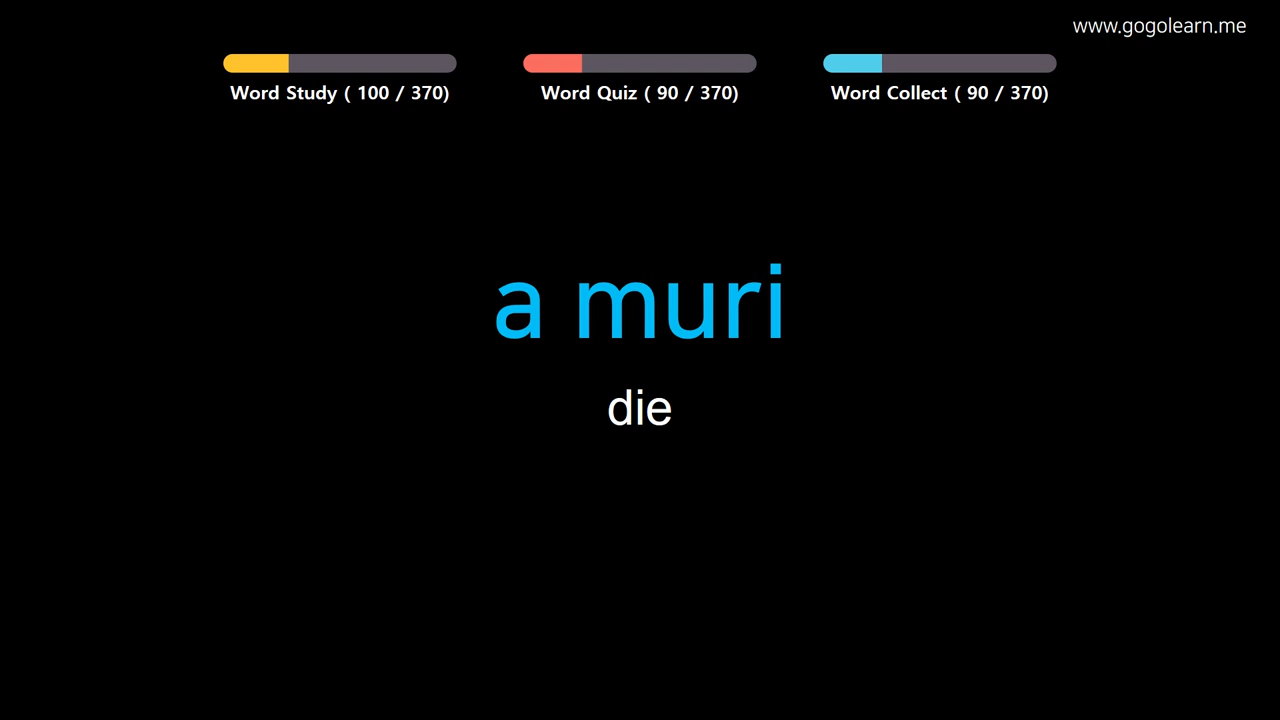 www.gogolearn.me
Word Study ( 100 / 370)
Word Quiz ( 90 / 370)
Word Collect ( 90 / 370)
a muri
die